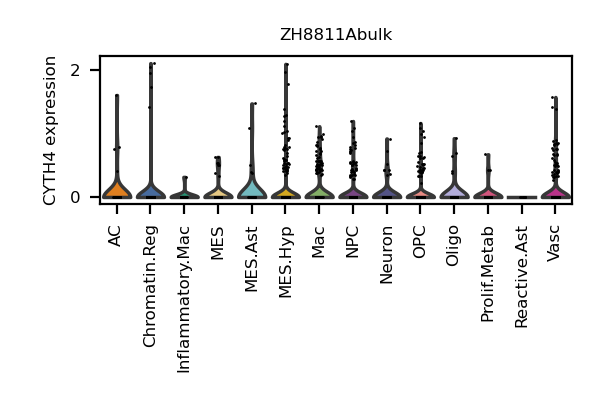 ZH8811Abulk
CYTH4 expression
2
0
AC
Chromatin.Reg
Inflammatory.Mac
MES
MES.Ast
MES.Hyp
Mac
NPC
Neuron
OPC
Oligo
Prolif.Metab
Reactive.Ast
Vasc